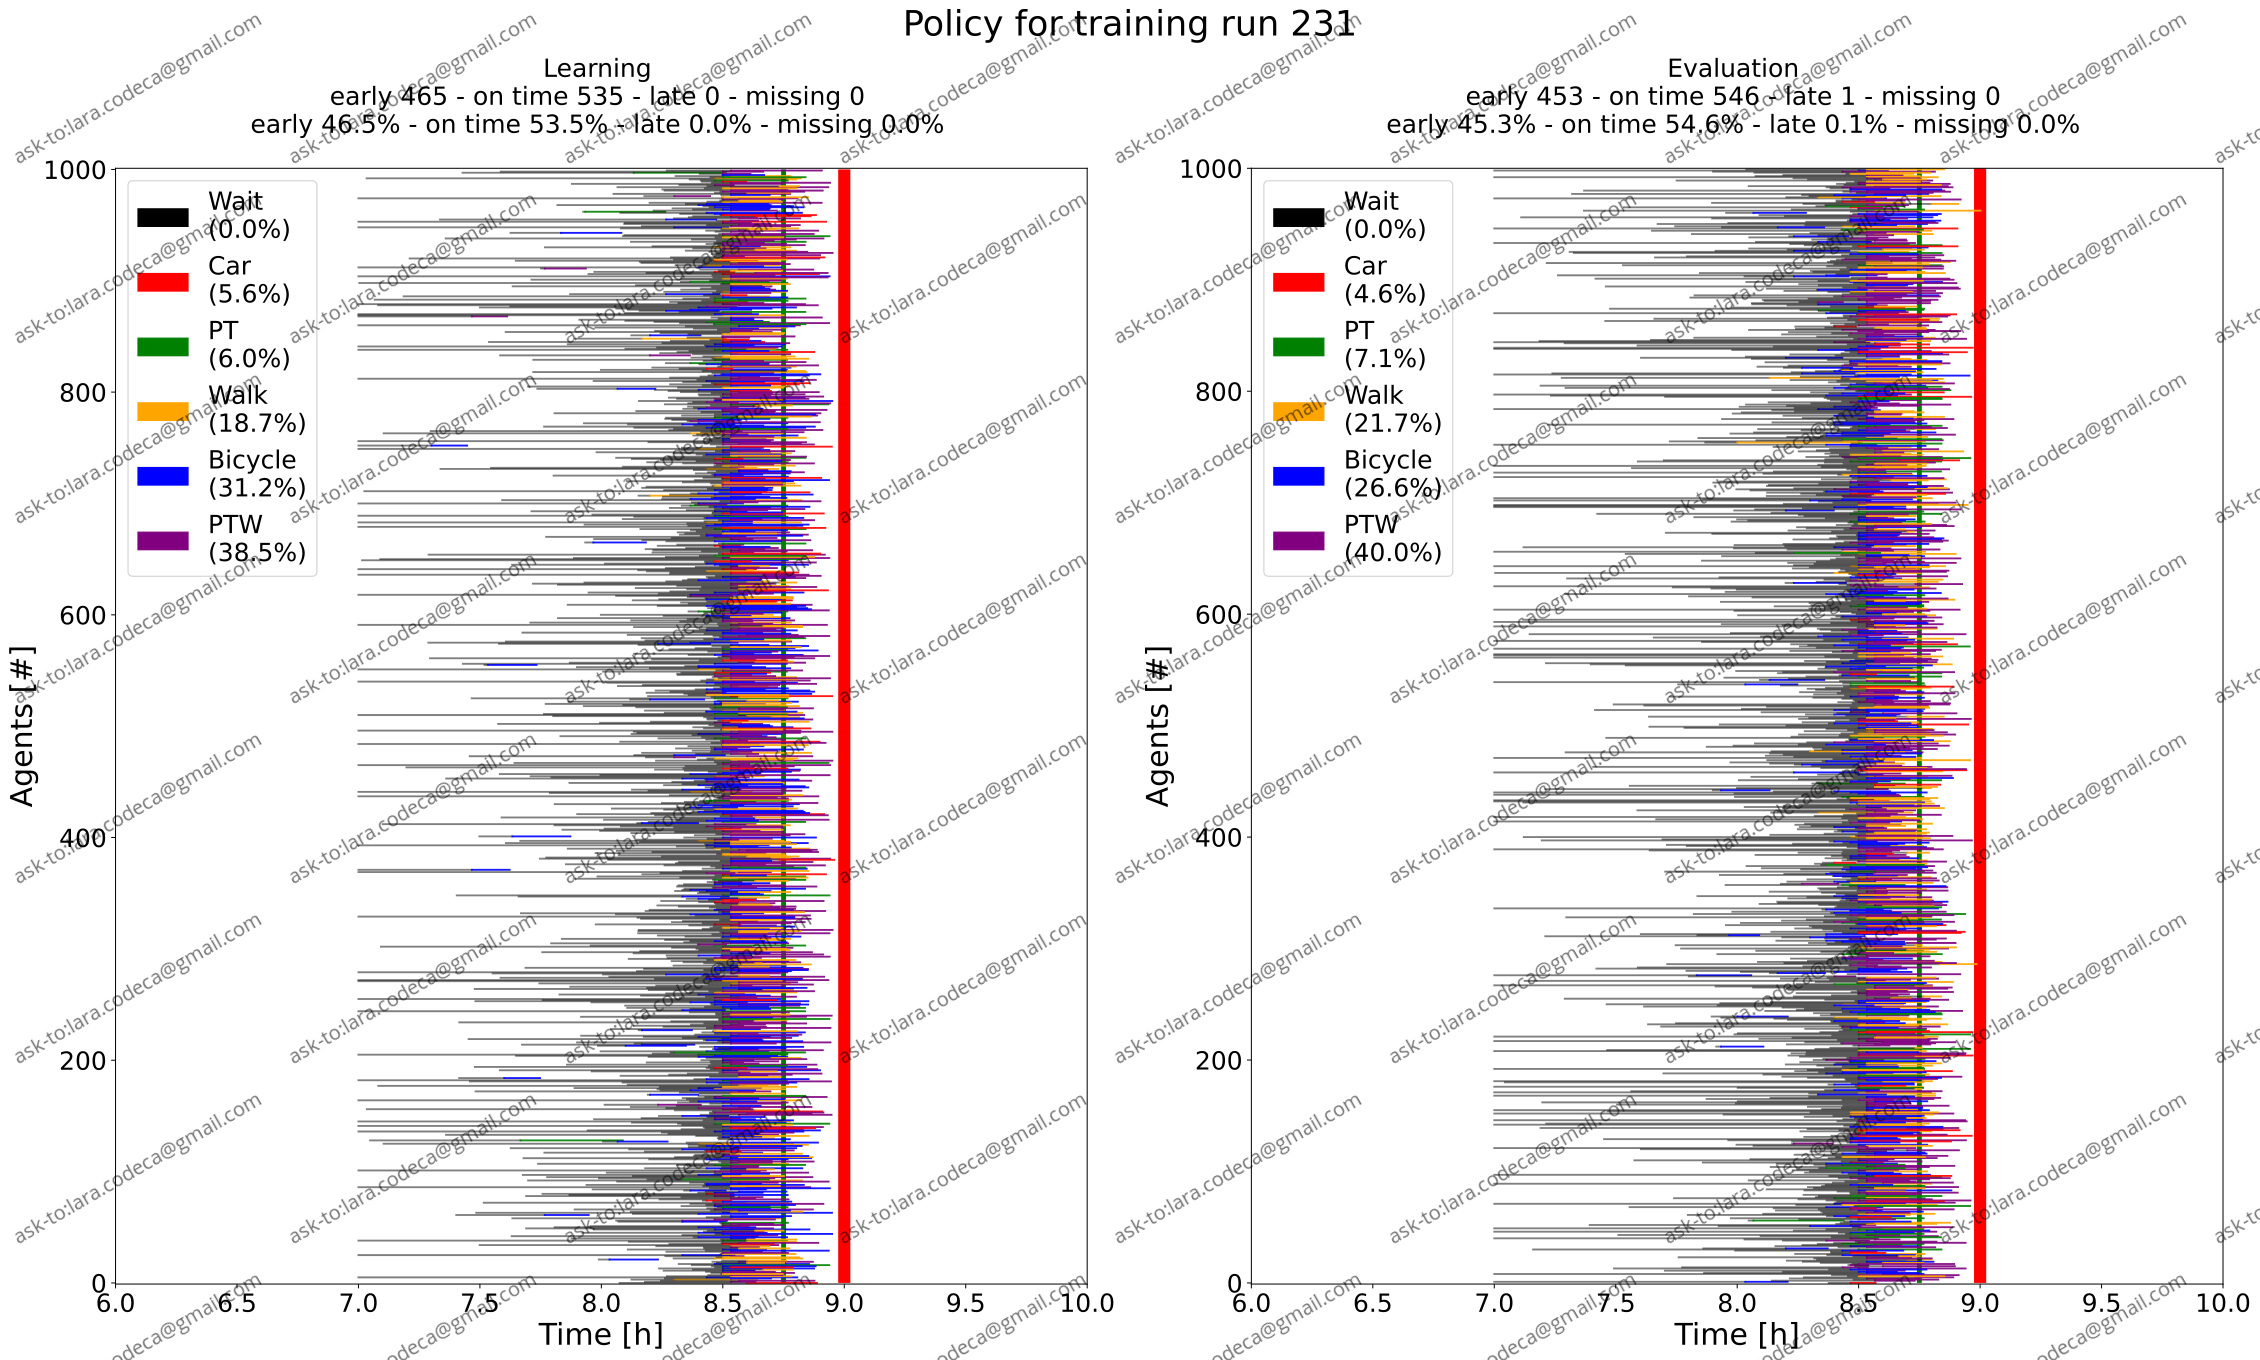 Policy for training run 231
Learning
early 465 - on time 535 - late 0 - missing 0
early 46.5% - on time 53.5% - late 0.0% - missing 0.0%
1000
800
600
400
200
0
Agents [#]
Wait
(0.0%)
Car
(5.6%)
PT
(6.0%)
Walk
(18.7%)
Bicycle
(31.2%)
PTW
(38.5%)
6.0 6.5 7.0 7.5 8.0 8.5 9.0 9.5 10.0
Time [h]
Evaluation
early 453 - on time 546 - late 1 - missing 0
early 45.3% - on time 54.6% - late 0.1% - missing 0.0%
1000
800
600
400
200
0
Agents [#]
Wait
(0.0%)
Car
(4.6%)
PT
(7.1%)
Walk
(21.7%)
Bicycle
(26.6%)
PTW
(40.0%)
6.0 6.5 7.0 7.5 8.0 8.5 9.0 9.5 10.0
Time [h]
ask-to:lara.codeca@gmail.com